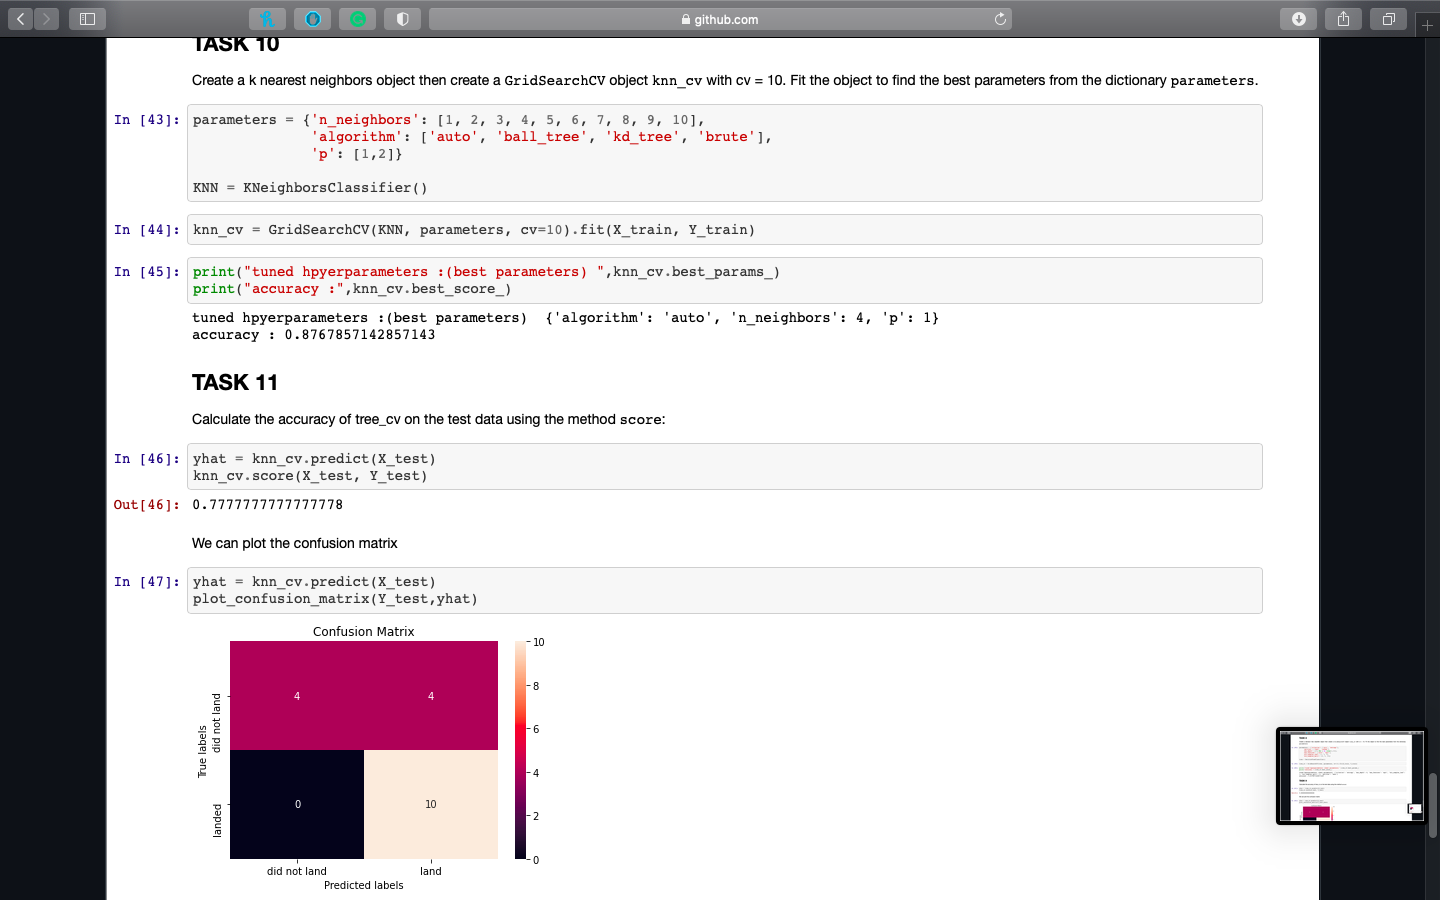 github.com
TASK 10
Create a k nearest neighbors object then create a GridSearchCV object knn_cv with cv = 10. Fit the object to find the best parameters from the dictionary parameters.
In [43]: parameters = {'n_neighbors': [1, 2, 3, 4, 5, 6, 7, 8, 9, 10],
'algorithm': ['auto', 'ball_tree', 'kd_tree', 'brute'],
'p': [1,2]}
KNN = KNeighborsClassifier()
In [44]: knn_cv = GridSearchCV(KNN, parameters, cv=10).fit(X_train, Y_train)
In [45]: print("tuned hpyerparameters :(best parameters) ",knn_cv.best_params_)
print("accuracy :",knn_cv.best_score_)
tuned hpyerparameters :(best parameters)  {'algorithm': 'auto', 'n_neighbors': 4, 'p': 1}
accuracy : 0.8767857142857143
TASK 11
Calculate the accuracy of tree_cv on the test data using the method score:
In [46]: yhat = knn_cv.predict(X_test)
knn_cv.score(X_test, Y_test)
Out[46]: 0.7777777777777778
We can plot the confusion matrix
In [47]: yhat = knn_cv.predict(X_test)
plot_confusion_matrix(Y_test,yhat)
Confusion Matrix
True labels
did not land
landed
4 4
0 10
did not land land
Predicted labels
10
8
6
4
2
0